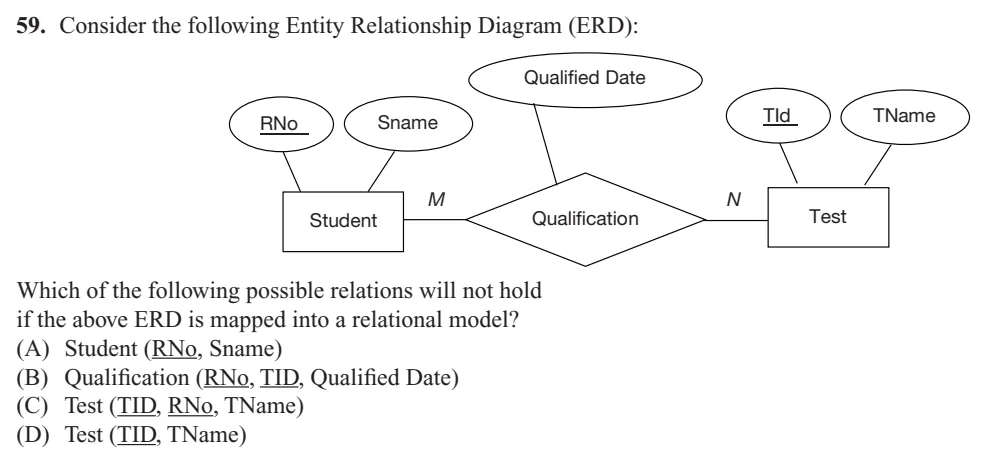 59. Consider the following Entity Relationship Diagram (ERD):
Qualified Date
RNo
Sname
TId
TName
M
N
Student
Qualification
Test
Which of the following possible relations will not hold
if the above ERD is mapped into a relational model?
(A) Student (RNo, Sname)
(B) Qualification (RNo, TID, Qualified Date)
(C) Test (TID, RNo, TName)
(D) Test (TID, TName)